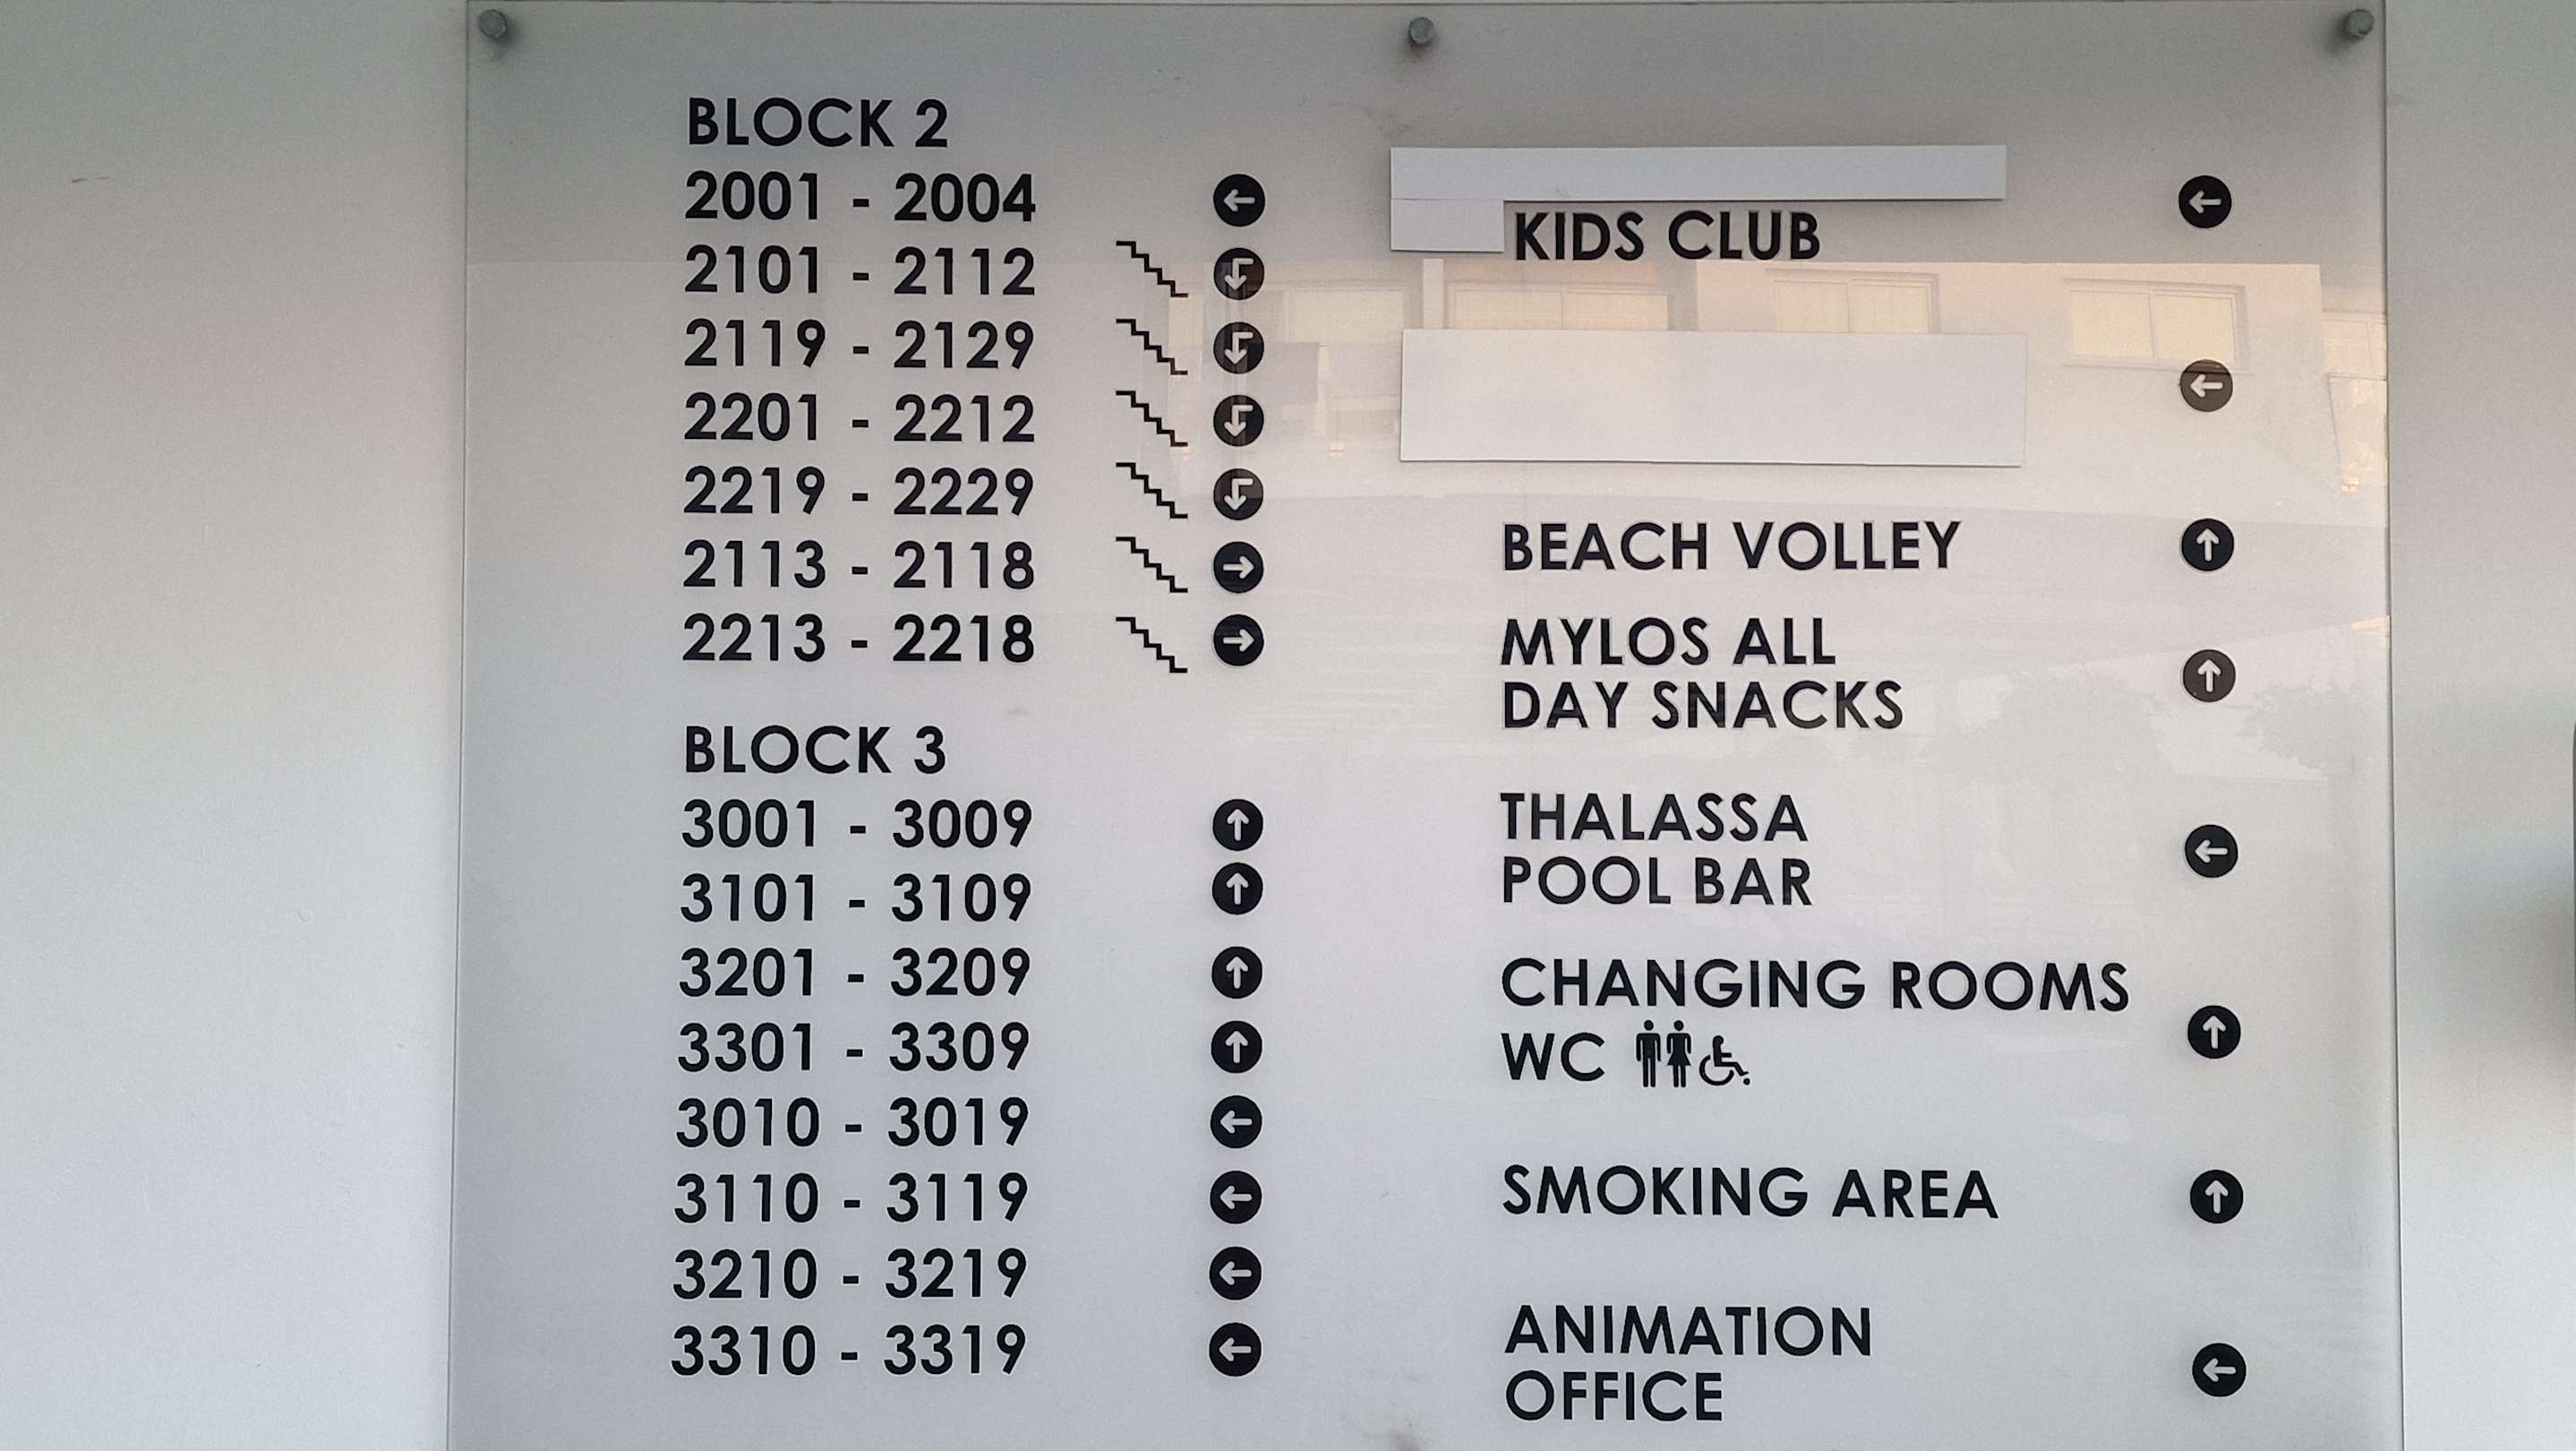 BLOCK 2
2001 - 2004
2101 - 2112
2119 - 2129
2201 - 2212
2219 - 2229
2113 - 2118
2213 - 2218
BLOCK 3
3001 - 3009
3101 - 3109
3201 - 3209
3301 - 3309
3010 - 3019
3110 - 3119
3210 - 3219
3310 - 3319
KIDS CLUB
BEACH VOLLEY
MYLOS ALL
DAY SNACKS
THALASSA
POOL BAR
CHANGING ROOMS
WC
SMOKING AREA
ANIMATION
OFFICE